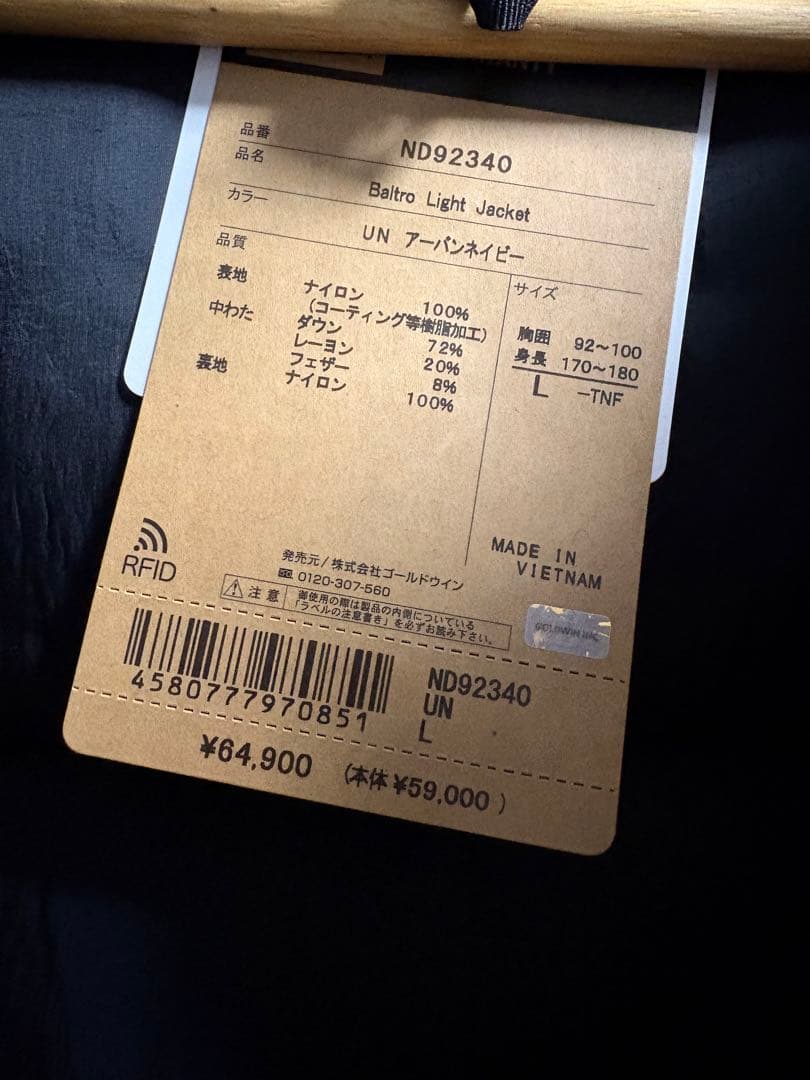 品番 ND92340
品名 Baltro Light Jacket
カラー UN アーバンネイビー
品質
表地 ナイロン 100%
(コーティング等樹脂加工)
中わた ダウン 72%
レーヨン 20%
フェザー 8%
裏地 ナイロン 100%
サイズ
胸囲 92〜100
身長 170〜180
L -TNF
MADE IN
VIETNAM
RFID
発売元/株式会社ゴールドウイン
0120-307-560
注意 御使用の際は製品の内側についている
「ラベルの注意書き」を必ずお読み下さい。
GOLDWIN INC.
4580777970851
ND92340
UN
L
¥64,900 (本体¥59,000)